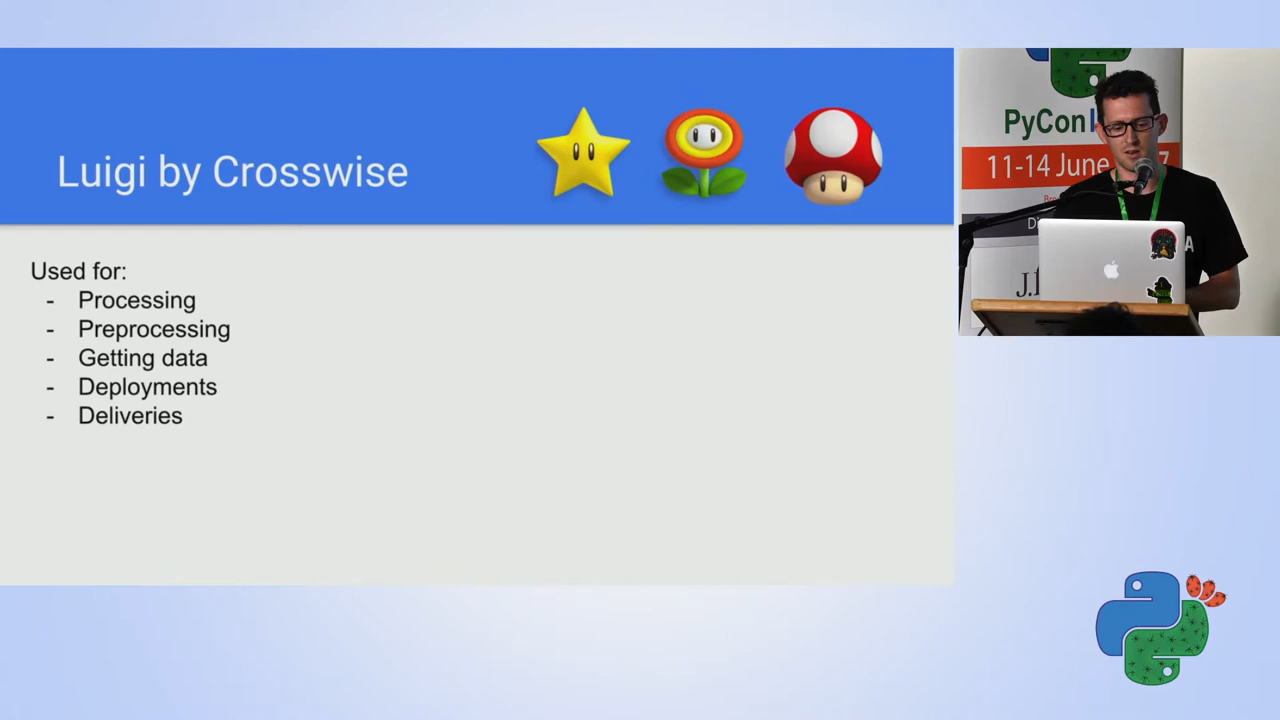 Luigi by Crosswise
Used for:
- Processing
- Preprocessing
- Getting data
- Deployments
- Deliveries
PyCon
11-14 June